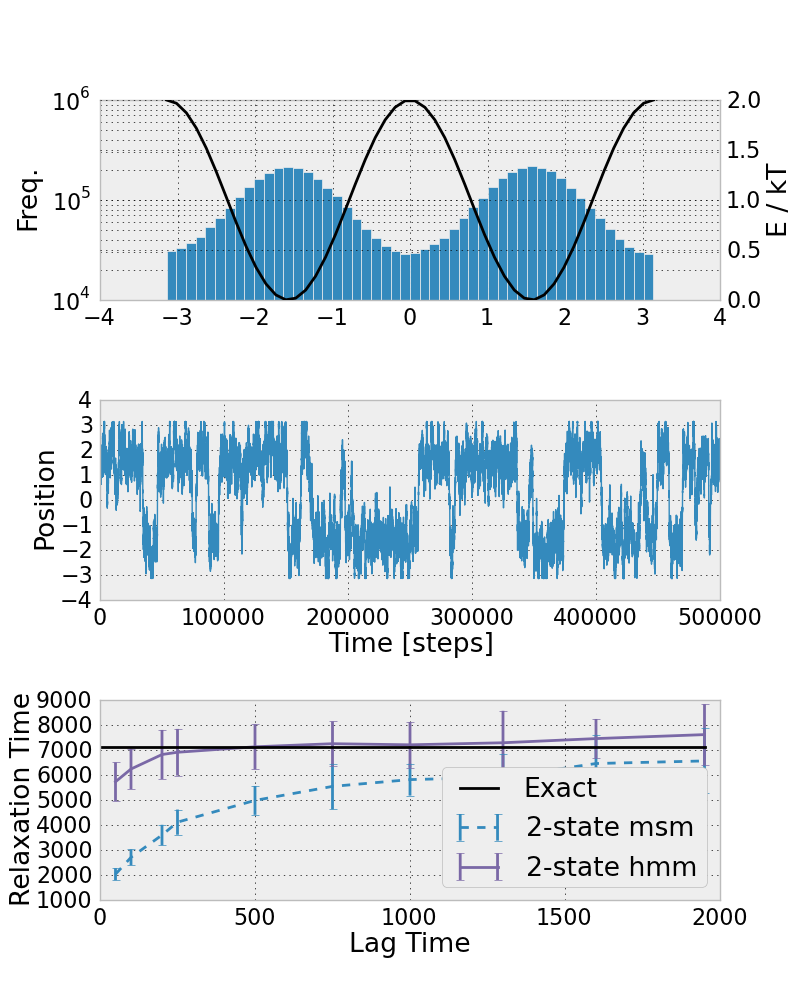 10^6
10^5
10^4
Freq.
2.0
1.5
1.0
0.5
0.0
E / kT
−4 −3 −2 −1 0 1 2 3 4
4
3
2
1
0
−1
−2
−3
−4
Position
0 100000 200000 300000 400000 500000
Time [steps]
9000
8000
7000
6000
5000
4000
3000
2000
1000
Relaxation Time
Exact
2-state msm
2-state hmm
0 500 1000 1500 2000
Lag Time